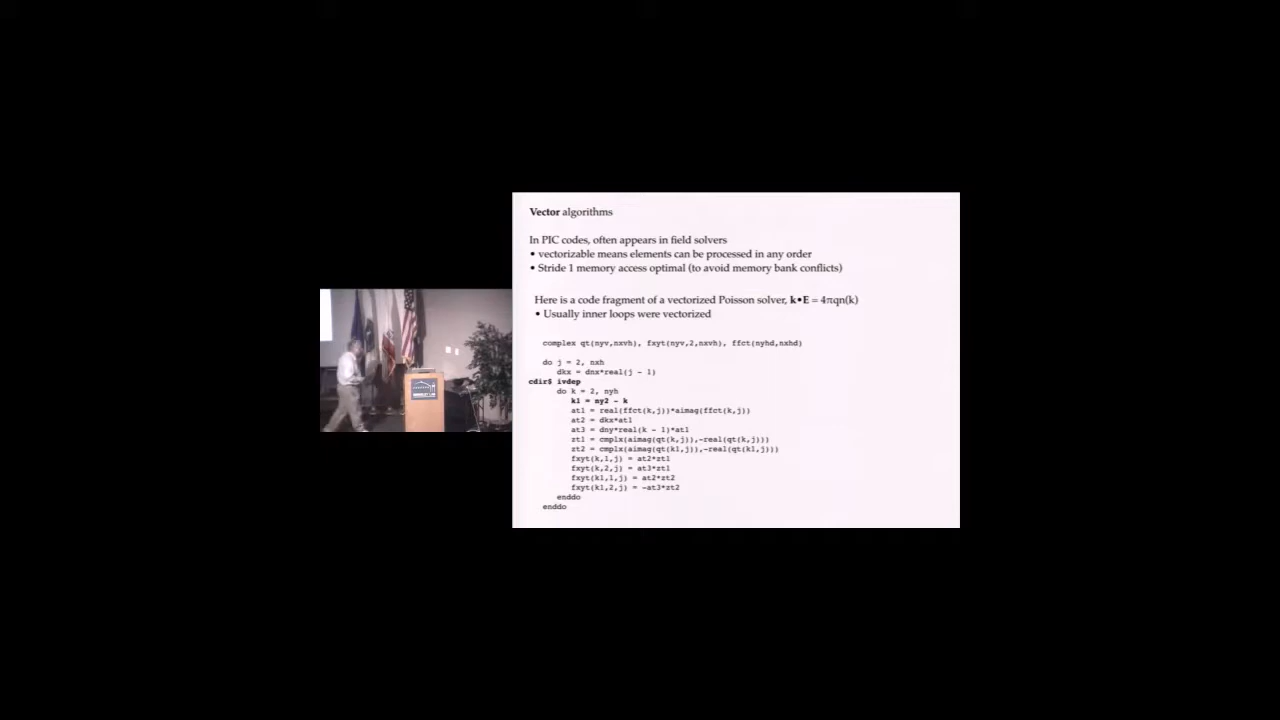 Vector algorithms
In PIC codes, often appears in field solvers
• vectorizable means elements can be processed in any order
• Stride 1 memory access optimal (to avoid memory bank conflicts)
Here is a code fragment of a vectorized Poisson solver, k•E = 4πqn(k)
• Usually inner loops were vectorized
complex qt(nyv,nxvh), fxyt(nyv,2,nxvh), ffct(nyhd,nxhd)
do j = 2, nxh
dkx = dnx*real(j - 1)
cdir$ ivdep
do k = 2, nyh
k1 = ny2 - k
at1 = real(ffct(k,j))*aimag(ffct(k,j))
at2 = dkx*at1
at3 = dny*real(k - 1)*at1
zt1 = cmplx(aimag(qt(k,j)),-real(qt(k,j)))
zt2 = cmplx(aimag(qt(k1,j)),-real(qt(k1,j)))
fxyt(k,1,j) = at2*zt1
fxyt(k,2,j) = at3*zt1
fxyt(k1,1,j) = at2*zt2
fxyt(k1,2,j) = -at3*zt2
enddo
enddo